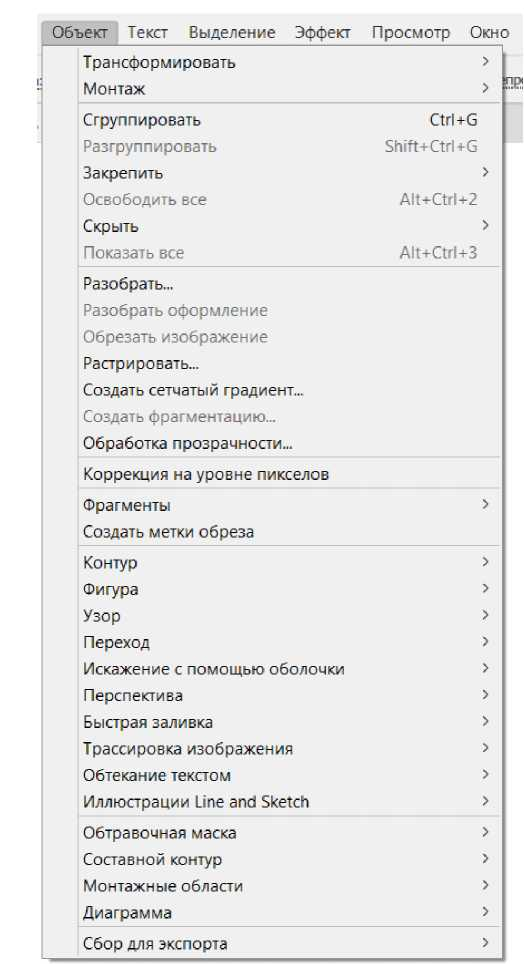 Объект Текст Выделение Эффект Просмотр Окно
Трансформировать
Монтаж
Сгруппировать Ctrl+G
Разгруппировать Shift+Ctrl+G
Закрепить
Освободить все Alt+Ctrl+2
Скрыть
Показать все Alt+Ctrl+3
Разобрать...
Разобрать оформление
Обрезать изображение
Растрировать...
Создать сетчатый градиент...
Создать фрагментацию...
Обработка прозрачности...
Коррекция на уровне пикселов
Фрагменты
Создать метки обреза
Контур
Фигура
Узор
Переход
Искажение с помощью оболочки
Перспектива
Быстрая заливка
Трассировка изображения
Обтекание текстом
Иллюстрации Line and Sketch
Обтравочная маска
Составной контур
Монтажные области
Диаграмма
Сбор для экспорта